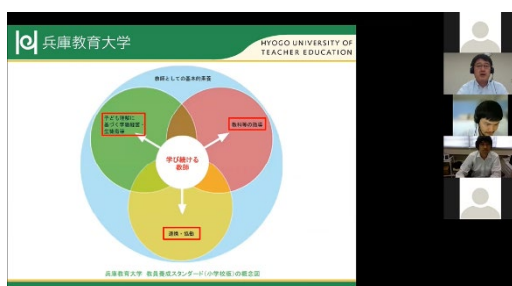 兵庫教育大学
HYOGO UNIVERSITY OF
TEACHER EDUCATION
教師としての基本的素養
子ども理解に
基づく学級経営・
生徒指導
教科等の指導
学び続ける
教師
連携・協働
兵庫教育大学 教員養成スタンダード(小学校版)の概念図